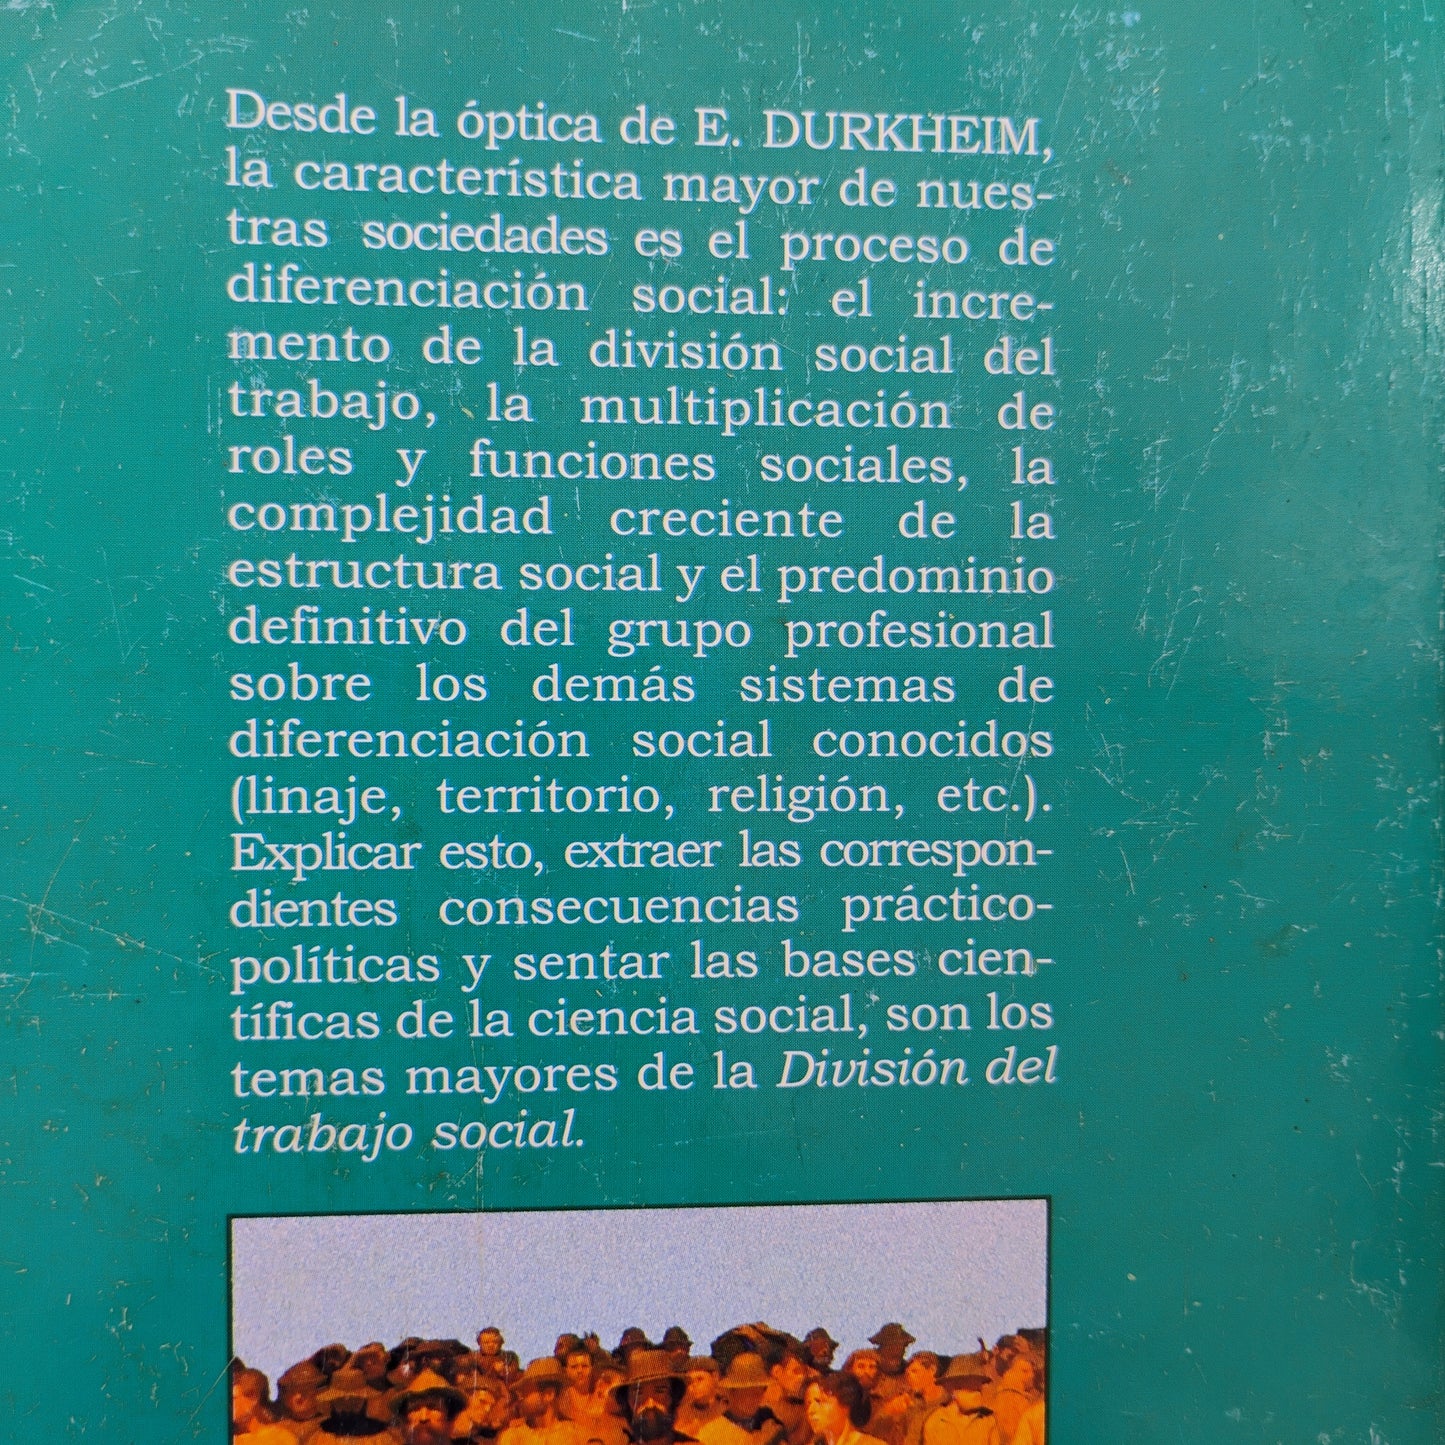 Desde la óptica de E. DURKHEIM,
la característica mayor de nues-
tras sociedades es el proceso de
diferenciación social: el incre-
mento de la división social del
trabajo, la multiplicación de
roles y funciones sociales, la
complejidad creciente de la
estructura social y el predominio
definitivo del grupo profesional
sobre los demás sistemas de
diferenciación social conocidos
(linaje, territorio, religión, etc.).
Explicar esto, extraer las correspon-
dientes consecuencias práctico-
políticas y sentar las bases cien-
tíficas de la ciencia social, son los
temas mayores de la División del
trabajo social.